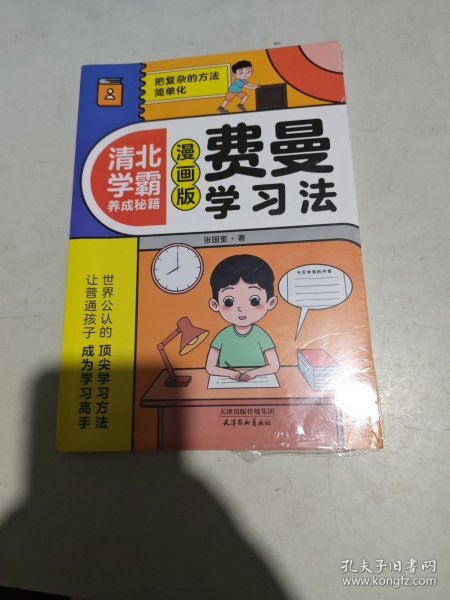 把复杂的方法
简单化
清北
学霸
养成秘籍
漫画版
费曼
学习法
张国玺·著
今天学到的内容
世界公认的 顶尖学习方法
让普通孩子 成为学习高手
天津出版传媒集团
天津科学技术出版社
孔夫子旧书网
www.kongfz.com